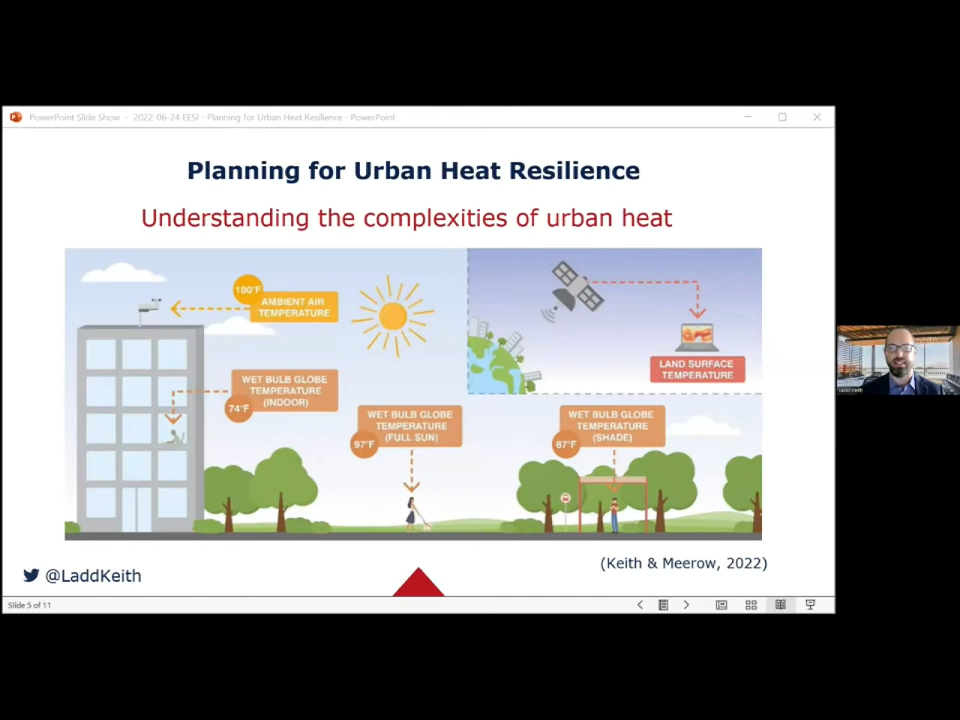 PowerPoint Slide Show - 2022-06-24 EESI - Planning for Urban Heat Resilience - PowerPoint
Planning for Urban Heat Resilience
Understanding the complexities of urban heat
100°F
AMBIENT AIR
TEMPERATURE
WET BULB GLOBE
TEMPERATURE
(INDOOR)
74°F
WET BULB GLOBE
TEMPERATURE
(FULL SUN)
97°F
LAND SURFACE
TEMPERATURE
WET BULB GLOBE
TEMPERATURE
(SHADE)
87°F
(Keith & Meerow, 2022)
@LaddKeith
Slide 5 of 11
Ladd Keith